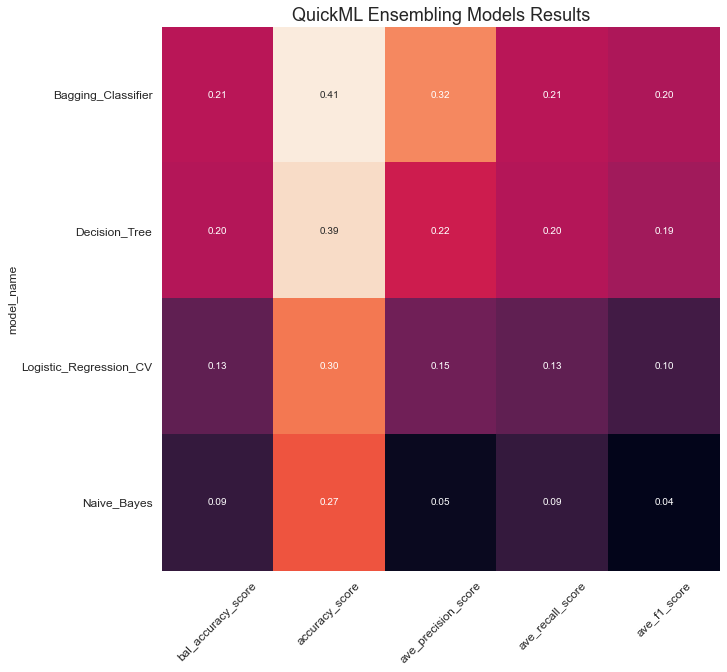 QuickML Ensembling Models Results
model_name
Bagging_Classifier
0.21 0.41 0.32 0.21 0.20
Decision_Tree
0.20 0.39 0.22 0.20 0.19
Logistic_Regression_CV
0.13 0.30 0.15 0.13 0.10
Naive_Bayes
0.09 0.27 0.05 0.09 0.04
bal_accuracy_score
accuracy_score
ave_precision_score
ave_recall_score
ave_f1_score